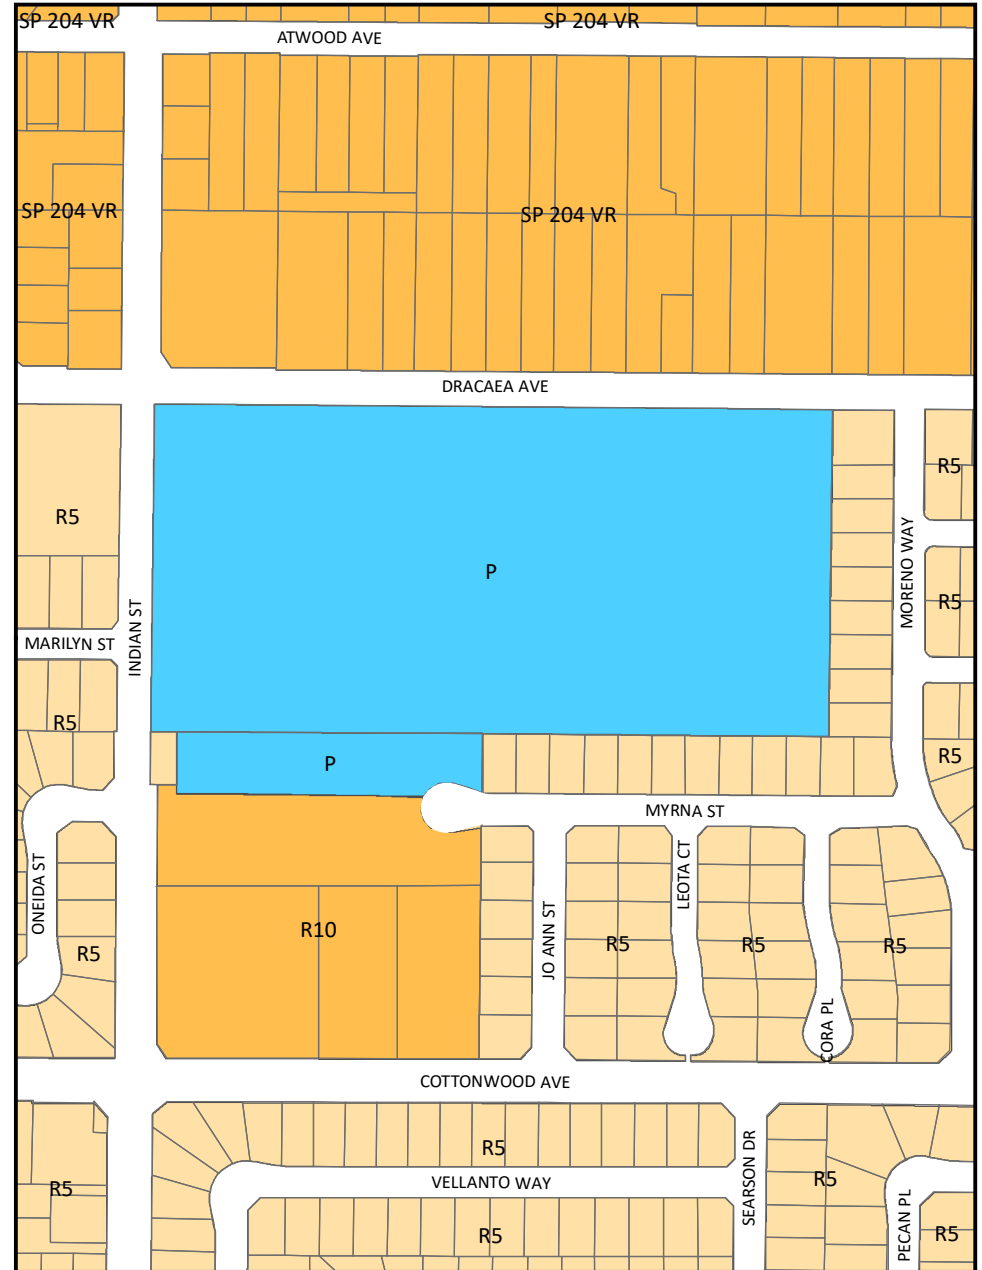 SP 204 VR
SP 204 VR
ATWOOD AVE
SP 204 VR
SP 204 VR
DRACAEA AVE
R5
R5
P
MORENO WAY
R5
INDIAN ST
MARILYN ST
R5
R5
P
MYRNA ST
ONEIDA ST
LEOTA CT
R10
JO ANN ST
R5
R5
R5
R5
CORA PL
COTTONWOOD AVE
R5
SEARSON DR
R5
R5
VELLANTO WAY
PECAN PL
R5
R5